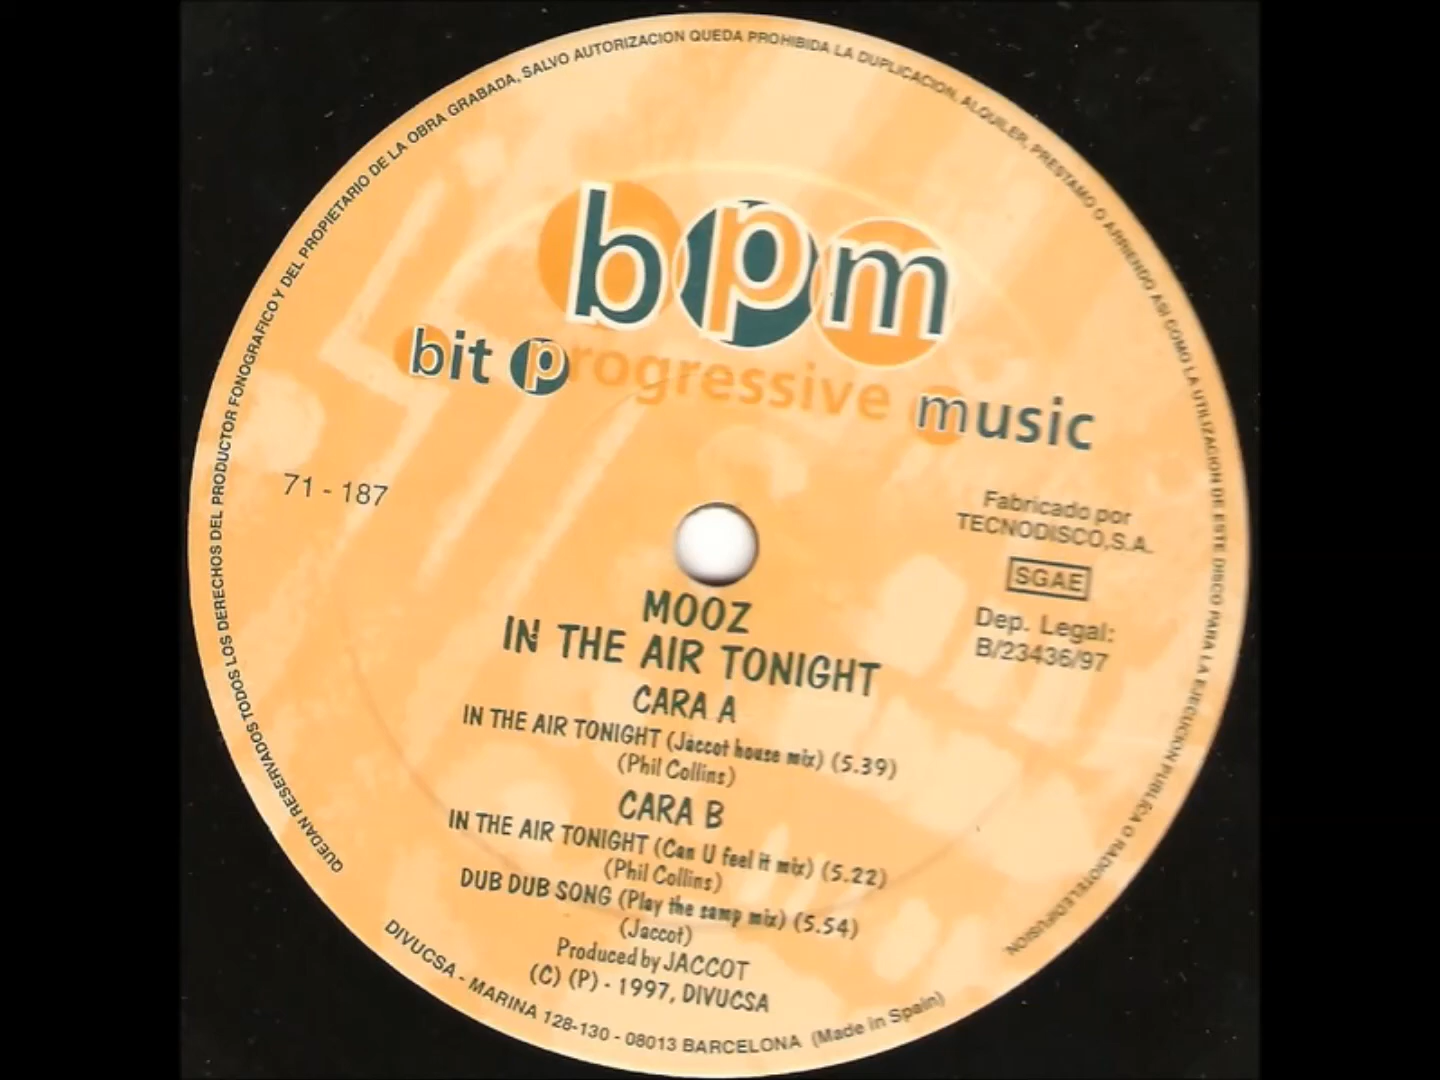 QUEDAN RESERVADOS TODOS LOS DERECHOS DEL PRODUCTOR FONOGRAFICO Y DEL PROPIETARIO DE LA OBRA GRABADA, SALVO AUTORIZACION QUEDA PROHIBIDA LA DUPLICACION, ALQUILER, PRESTAMO O ARRIENDO ASI COMO LA UTILIZACION DE ESTE DISCO PARA LA EJECUCION PUBLICA O RADIOTELEDIFUSION
bpm
bit progressive music
71 - 187
Fabricado por
TECNODISCO,S.A.
SGAE
Dep. Legal:
B/23436/97
MOOZ
IN THE AIR TONIGHT
CARA A
IN THE AIR TONIGHT (Jaccot house mix) (5.39)
(Phil Collins)
CARA B
IN THE AIR TONIGHT (Can U feel it mix) (5.22)
(Phil Collins)
DUB DUB SONG (Play the samp mix) (5.54)
(Jaccot)
Produced by JACCOT
(C) (P) - 1997, DIVUCSA
DIVUCSA - MARINA 128-130 - 08013 BARCELONA (Made in Spain)